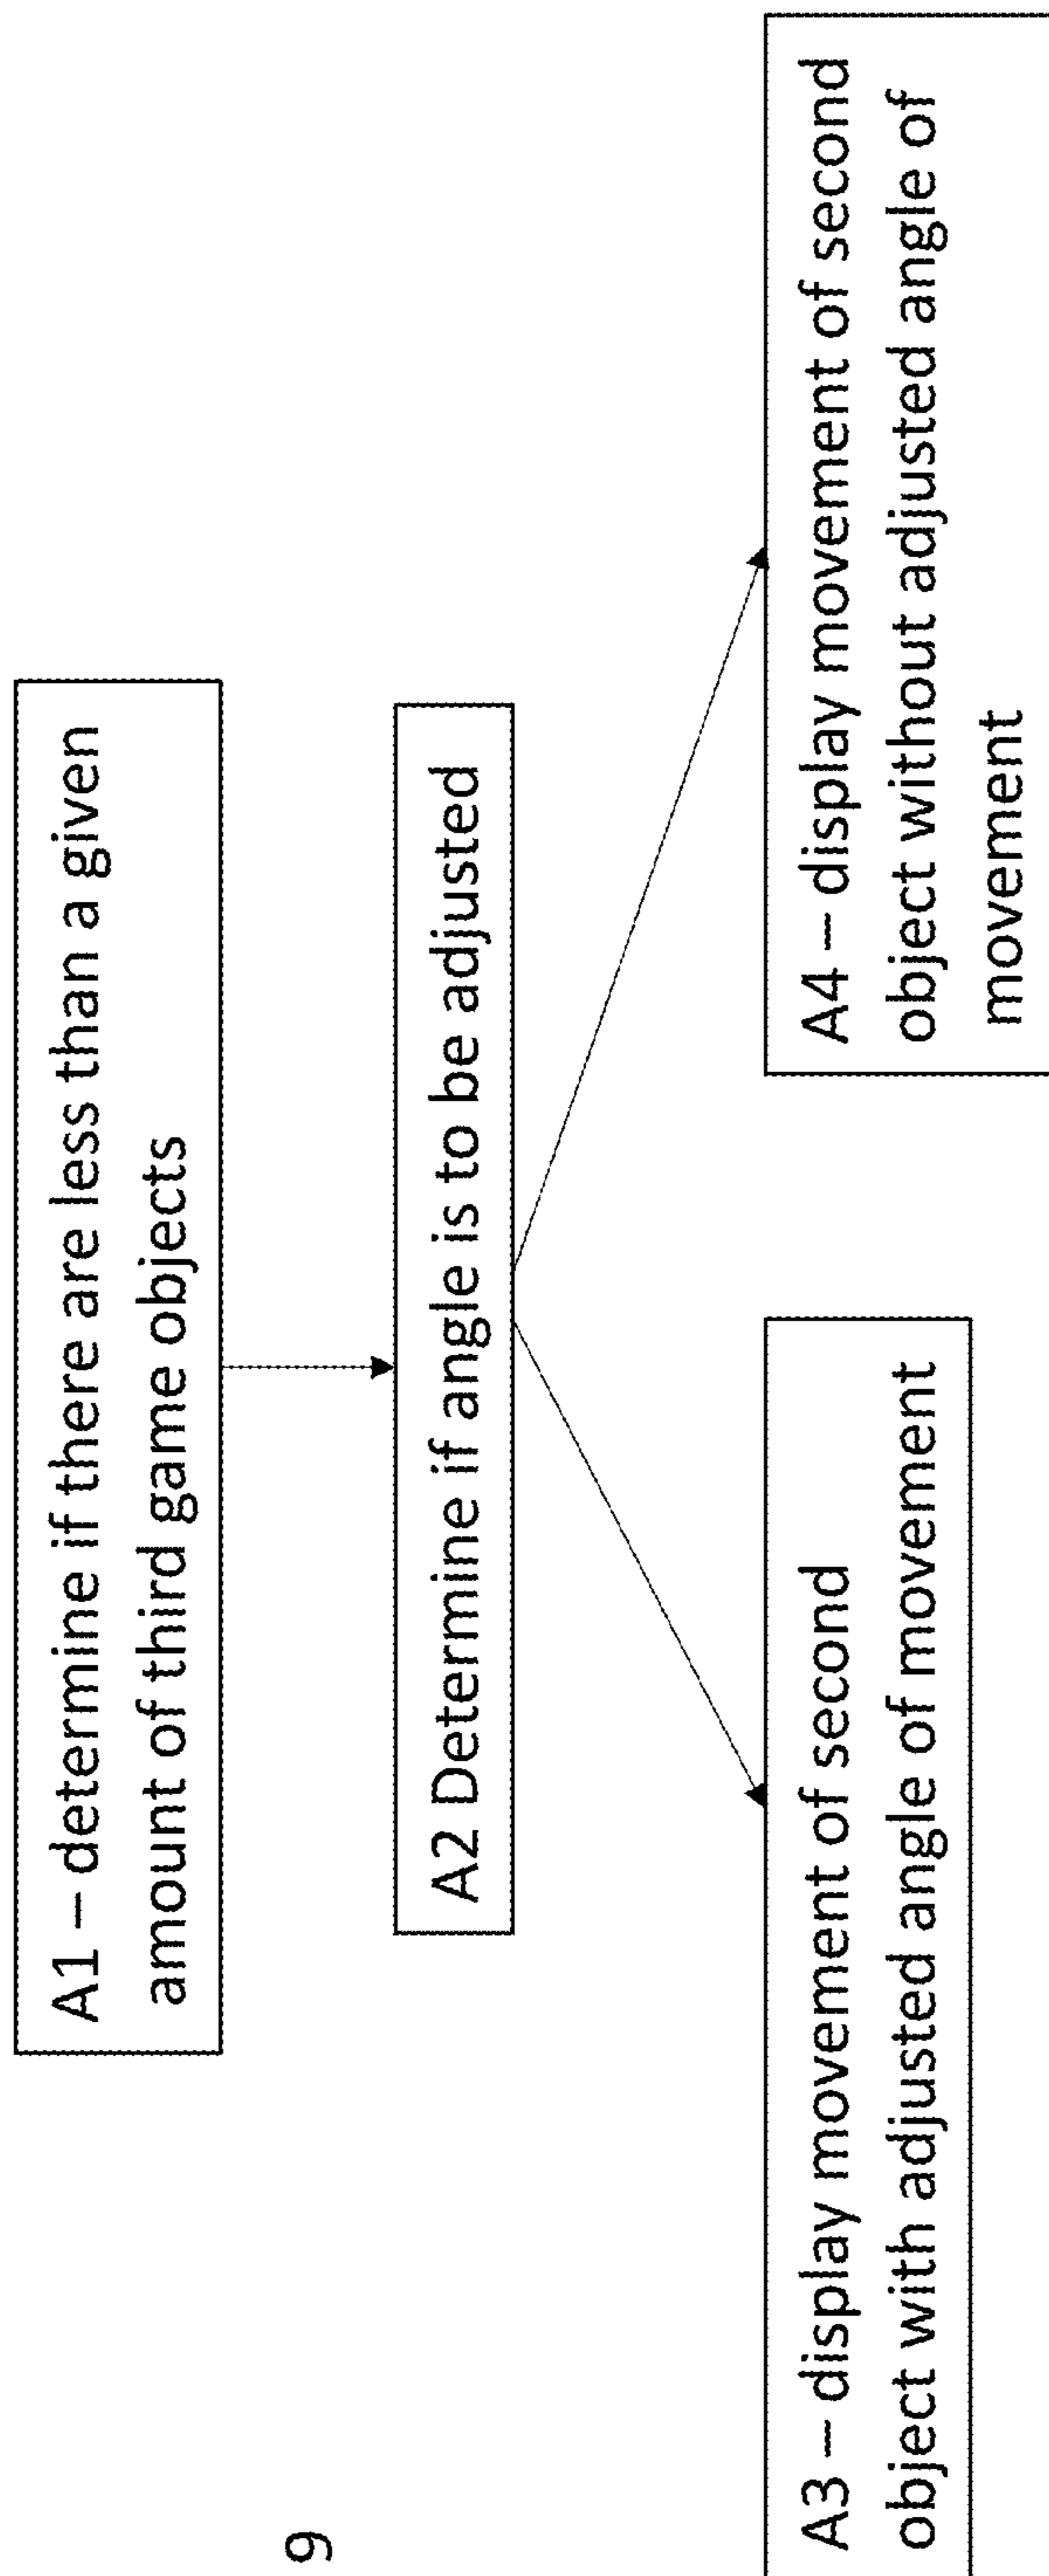 9
A1 – determine if there are less than a given
amount of third game objects
A2 Determine if angle is to be adjusted
A3 – display movement of second
object with adjusted angle of movement
A4 – display movement of second
object without adjusted angle of
movement